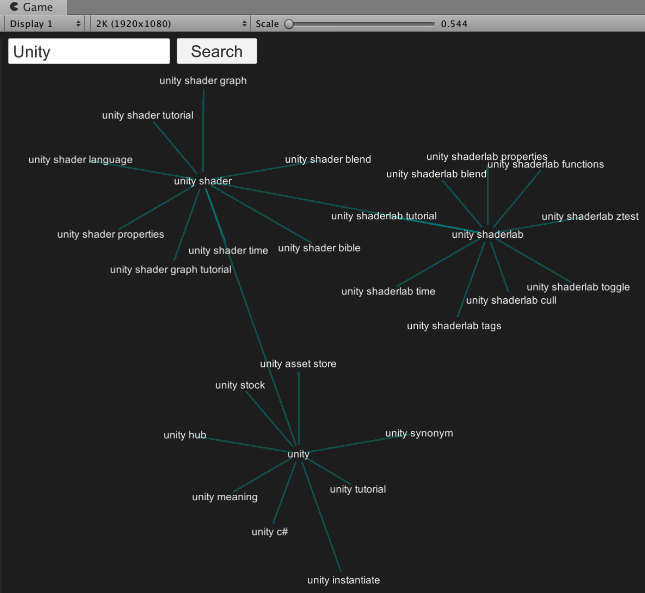 Game
Display 1
2K (1920x1080)
Scale
0.544
Unity
Search
unity shader graph
unity shader tutorial
unity shader language
unity shader blend
unity shader
unity shaderlab properties
unity shaderlab functions
unity shaderlab blend
unity shaderlab tutorial
unity shaderlab ztest
unity shader properties
unity shaderlab
unity shader time
unity shader bible
unity shader graph tutorial
unity shaderlab time
unity shaderlab toggle
unity shaderlab cull
unity shaderlab tags
unity asset store
unity stock
unity hub
unity synonym
unity
unity meaning
unity tutorial
unity c#
unity instantiate